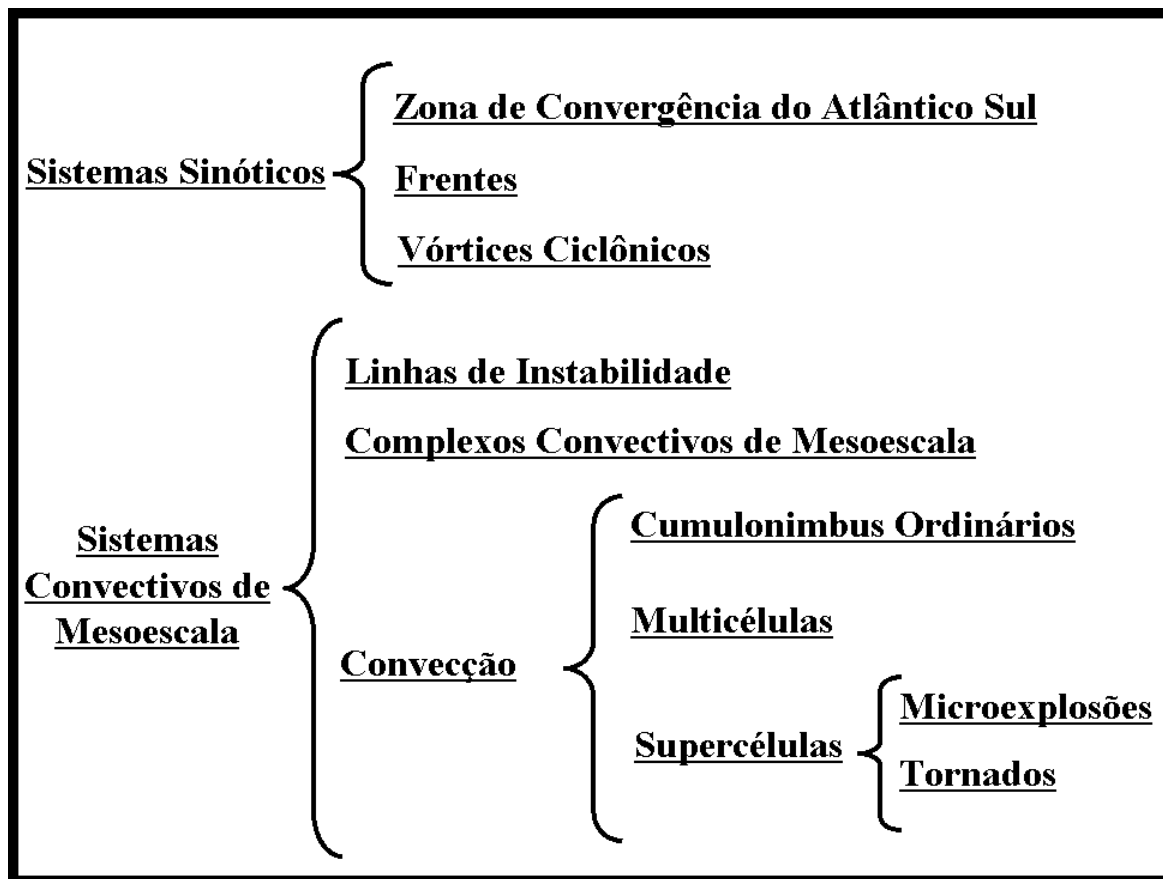 Sistemas Sinóticos
Zona de Convergência do Atlântico Sul
Frentes
Vórtices Ciclônicos
Sistemas
Convectivos de
Mesoescala
Linhas de Instabilidade
Complexos Convectivos de Mesoescala
Convecção
Cumulonimbus Ordinários
Multicélulas
Supercélulas
Microexplosões
Tornados